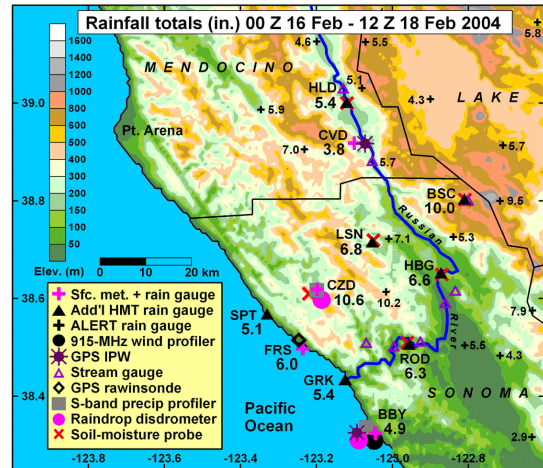 Rainfall totals (in.) 00 Z 16 Feb - 12 Z 18 Feb 2004
1600
1400
1200
1000
900
800
700
600
500
400
300
200
150
100
50
Elev. (m)
0 10 20 km
MENDOCINO
LAKE
SONOMA
Pt. Arena
Pacific
Ocean
Russian
River
4.6
5.5
5.8
5.1
HLD
5.4
5.9
4.3
CVD
3.8
7.0
5.7
5.7
BSC
10.0
9.5
LSN
6.8
7.1
5.3
HBG
6.6
CZD
10.6
10.2
7.9
SPT
5.1
FRS
6.0
ROD
6.3
5.5
4.3
GRK
5.4
BBY
4.9
2.9
Sfc. met. + rain gauge
Add'l HMT rain gauge
ALERT rain gauge
915-MHz wind profiler
GPS IPW
Stream gauge
GPS rawinsonde
S-band precip profiler
Raindrop disdrometer
Soil-moisture probe
39.0
38.8
38.6
38.4
-123.8
-123.6
-123.4
-123.2
-123.0
-122.8